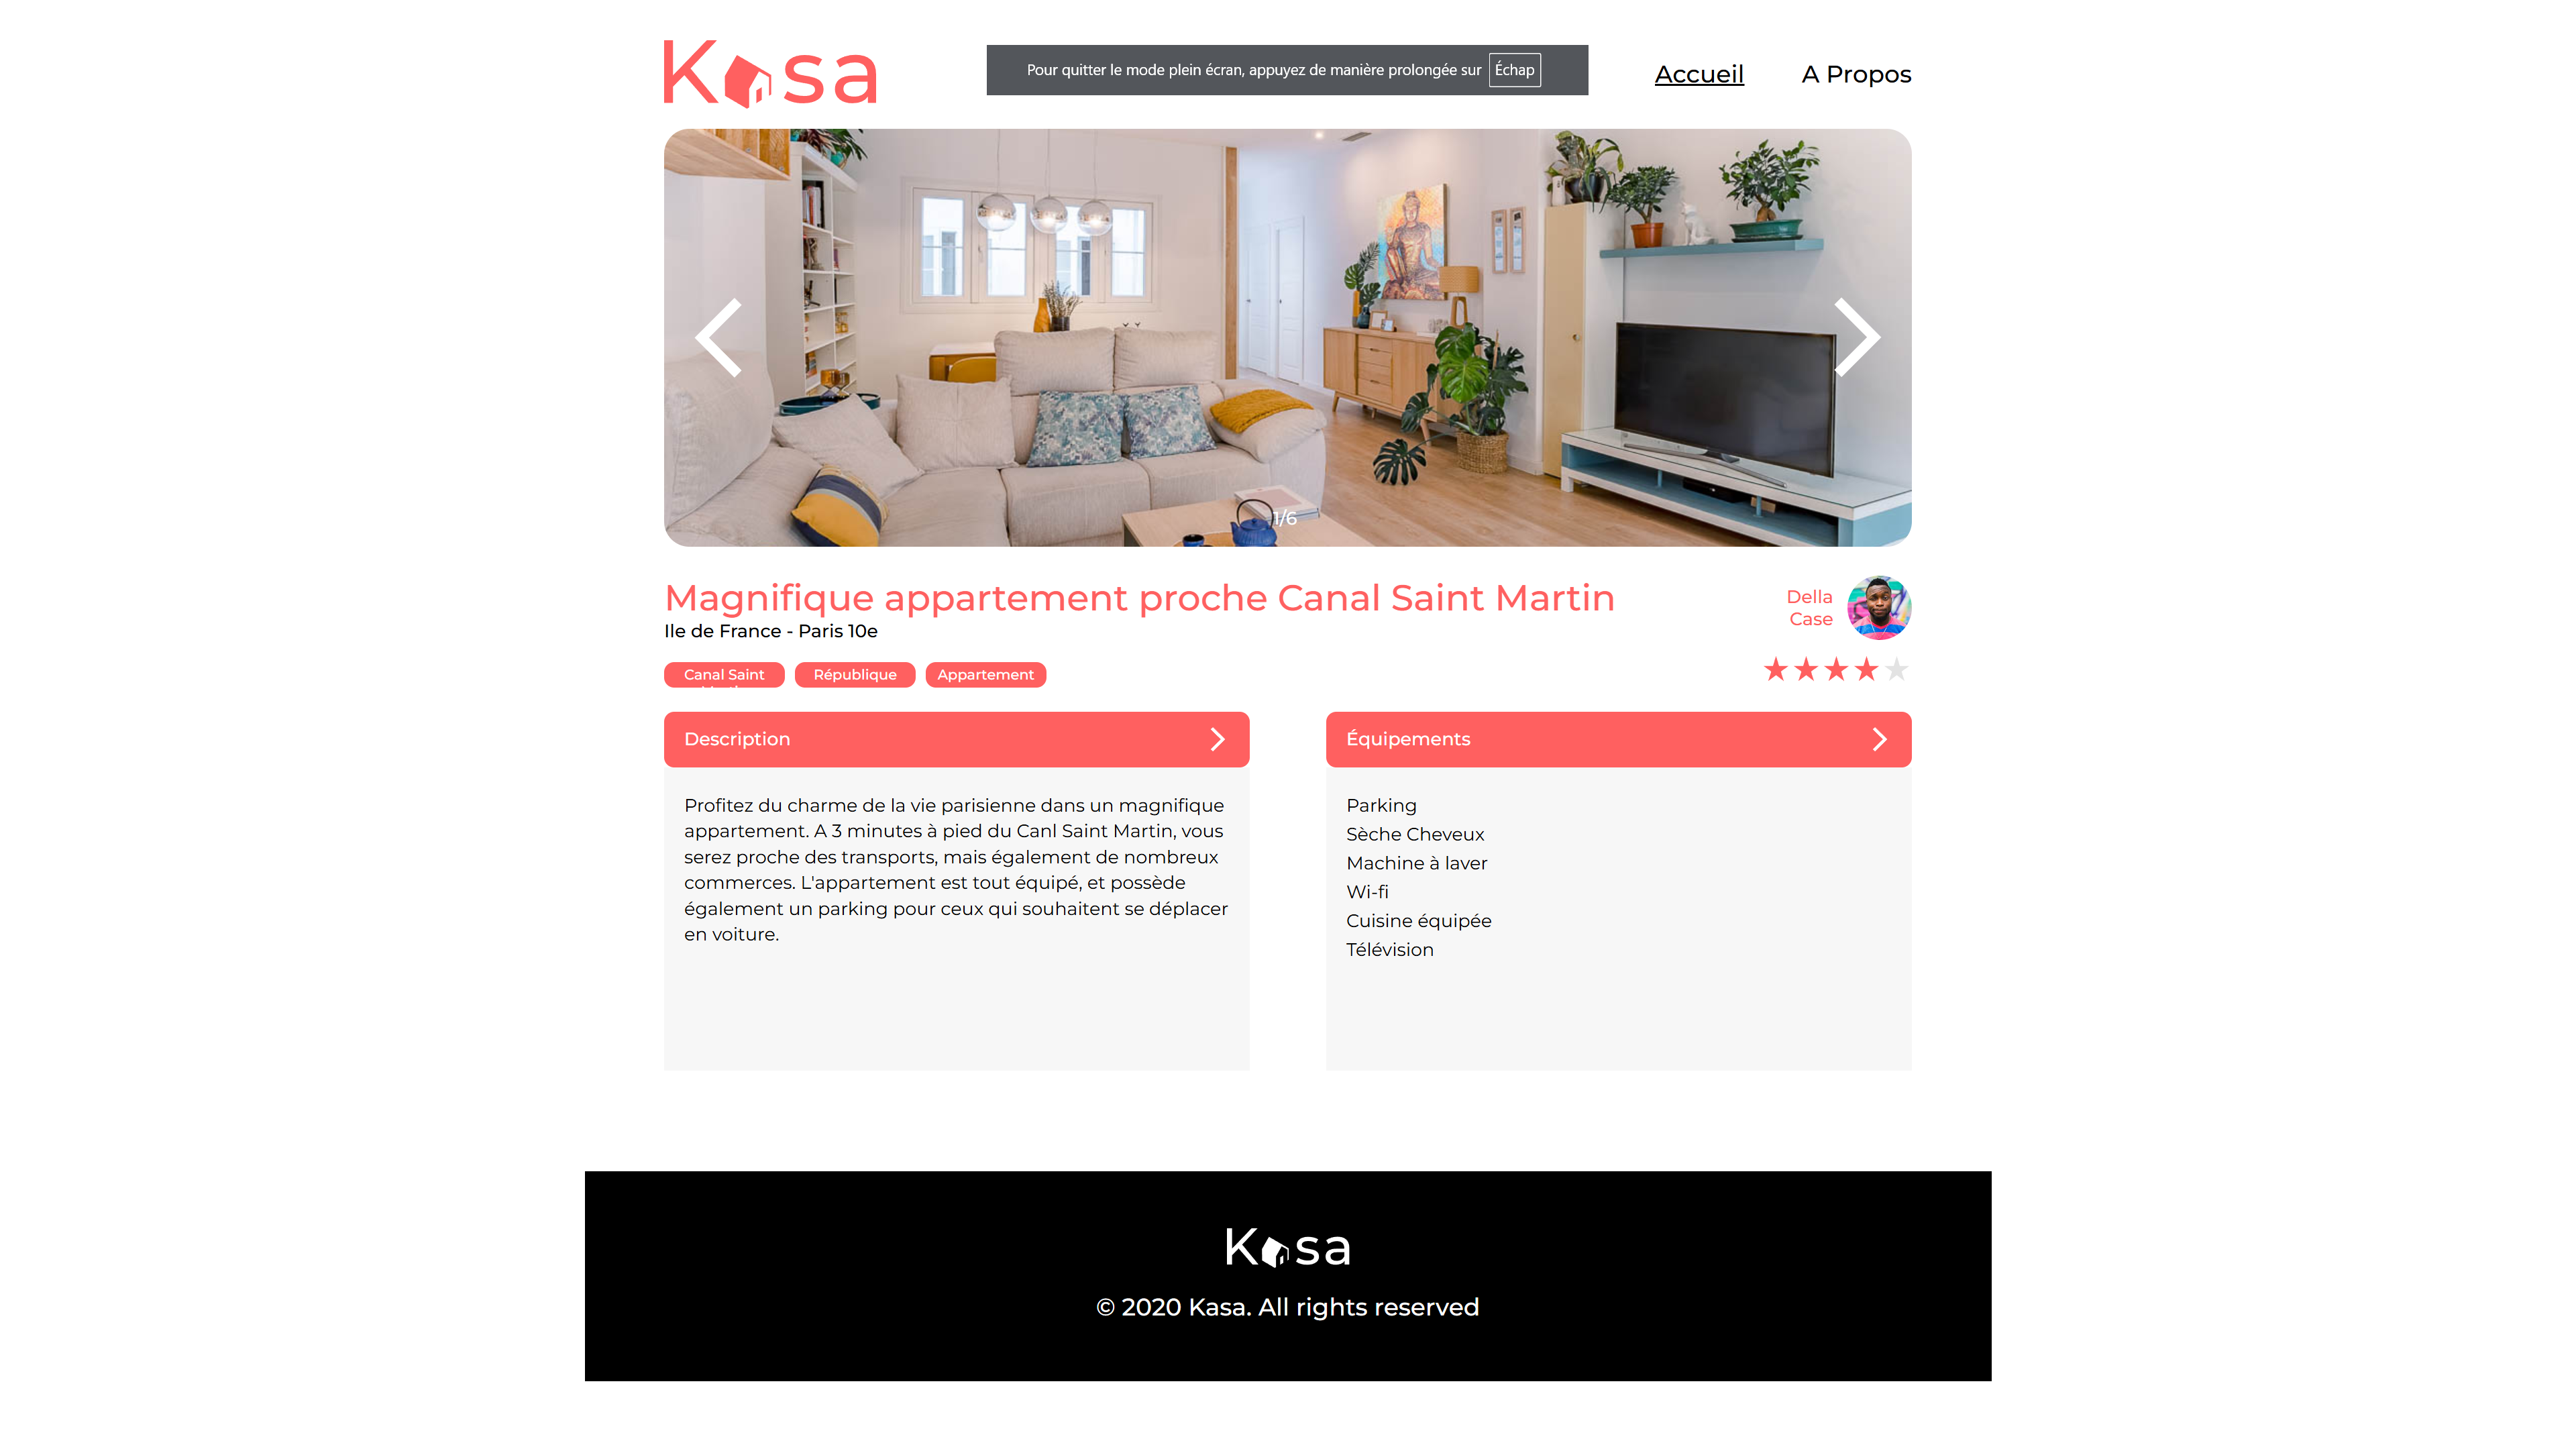 Kasa
Pour quitter le mode plein écran, appuyez de manière prolongée sur Échap
Accueil
A Propos
1/6
Magnifique appartement proche Canal Saint Martin
Ile de France - Paris 10e
Della
Case
Canal Saint
République
Appartement
Description
Profitez du charme de la vie parisienne dans un magnifique
appartement. A 3 minutes à pied du Canl Saint Martin, vous
serez proche des transports, mais également de nombreux
commerces. L'appartement est tout équipé, et possède
également un parking pour ceux qui souhaitent se déplacer
en voiture.
Équipements
Parking
Sèche Cheveux
Machine à laver
Wi-fi
Cuisine équipée
Télévision
Kasa
© 2020 Kasa. All rights reserved